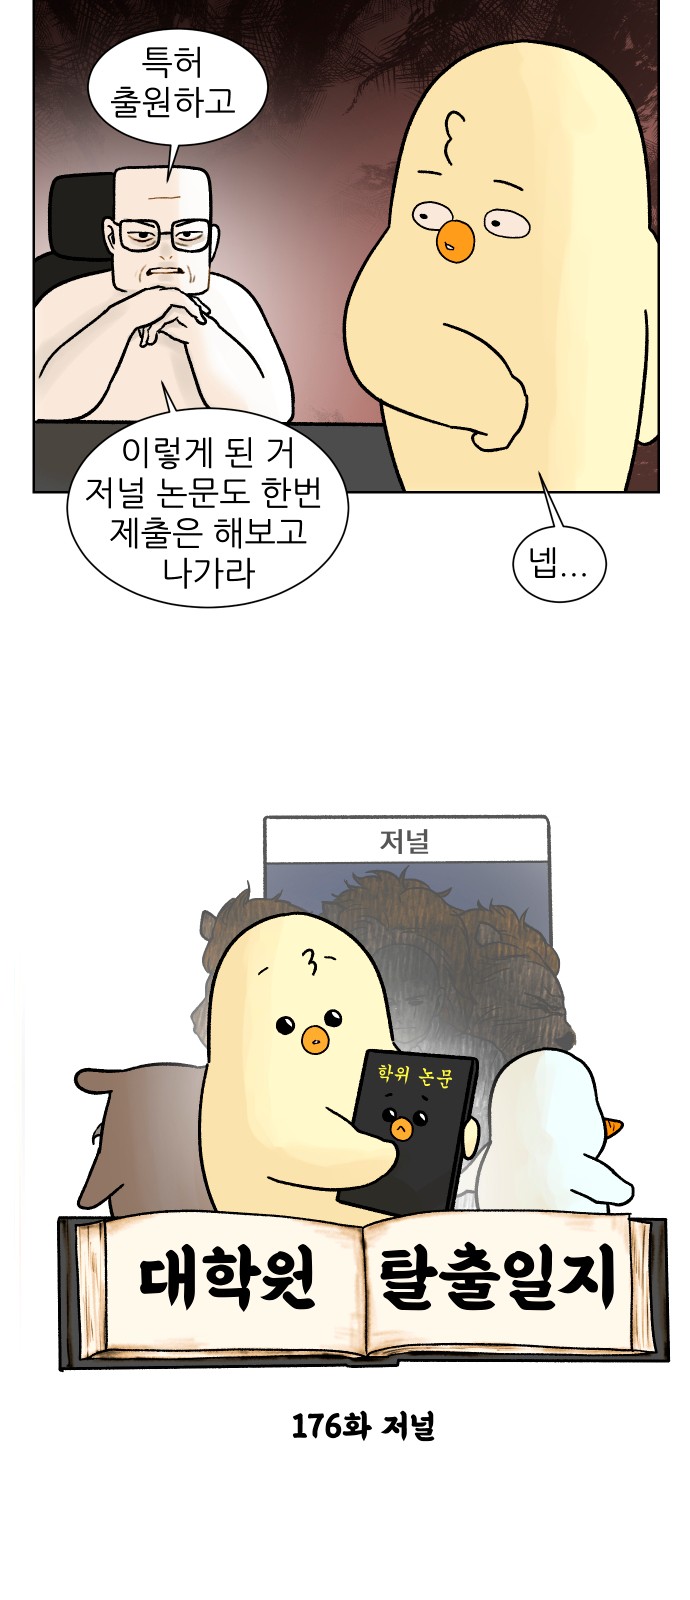 특허
출원하고
이렇게 된 거
저널 논문도 한번
제출은 해보고
나가라
넵...
저널
학위 논문
대학원 탈출일지
176화 저널